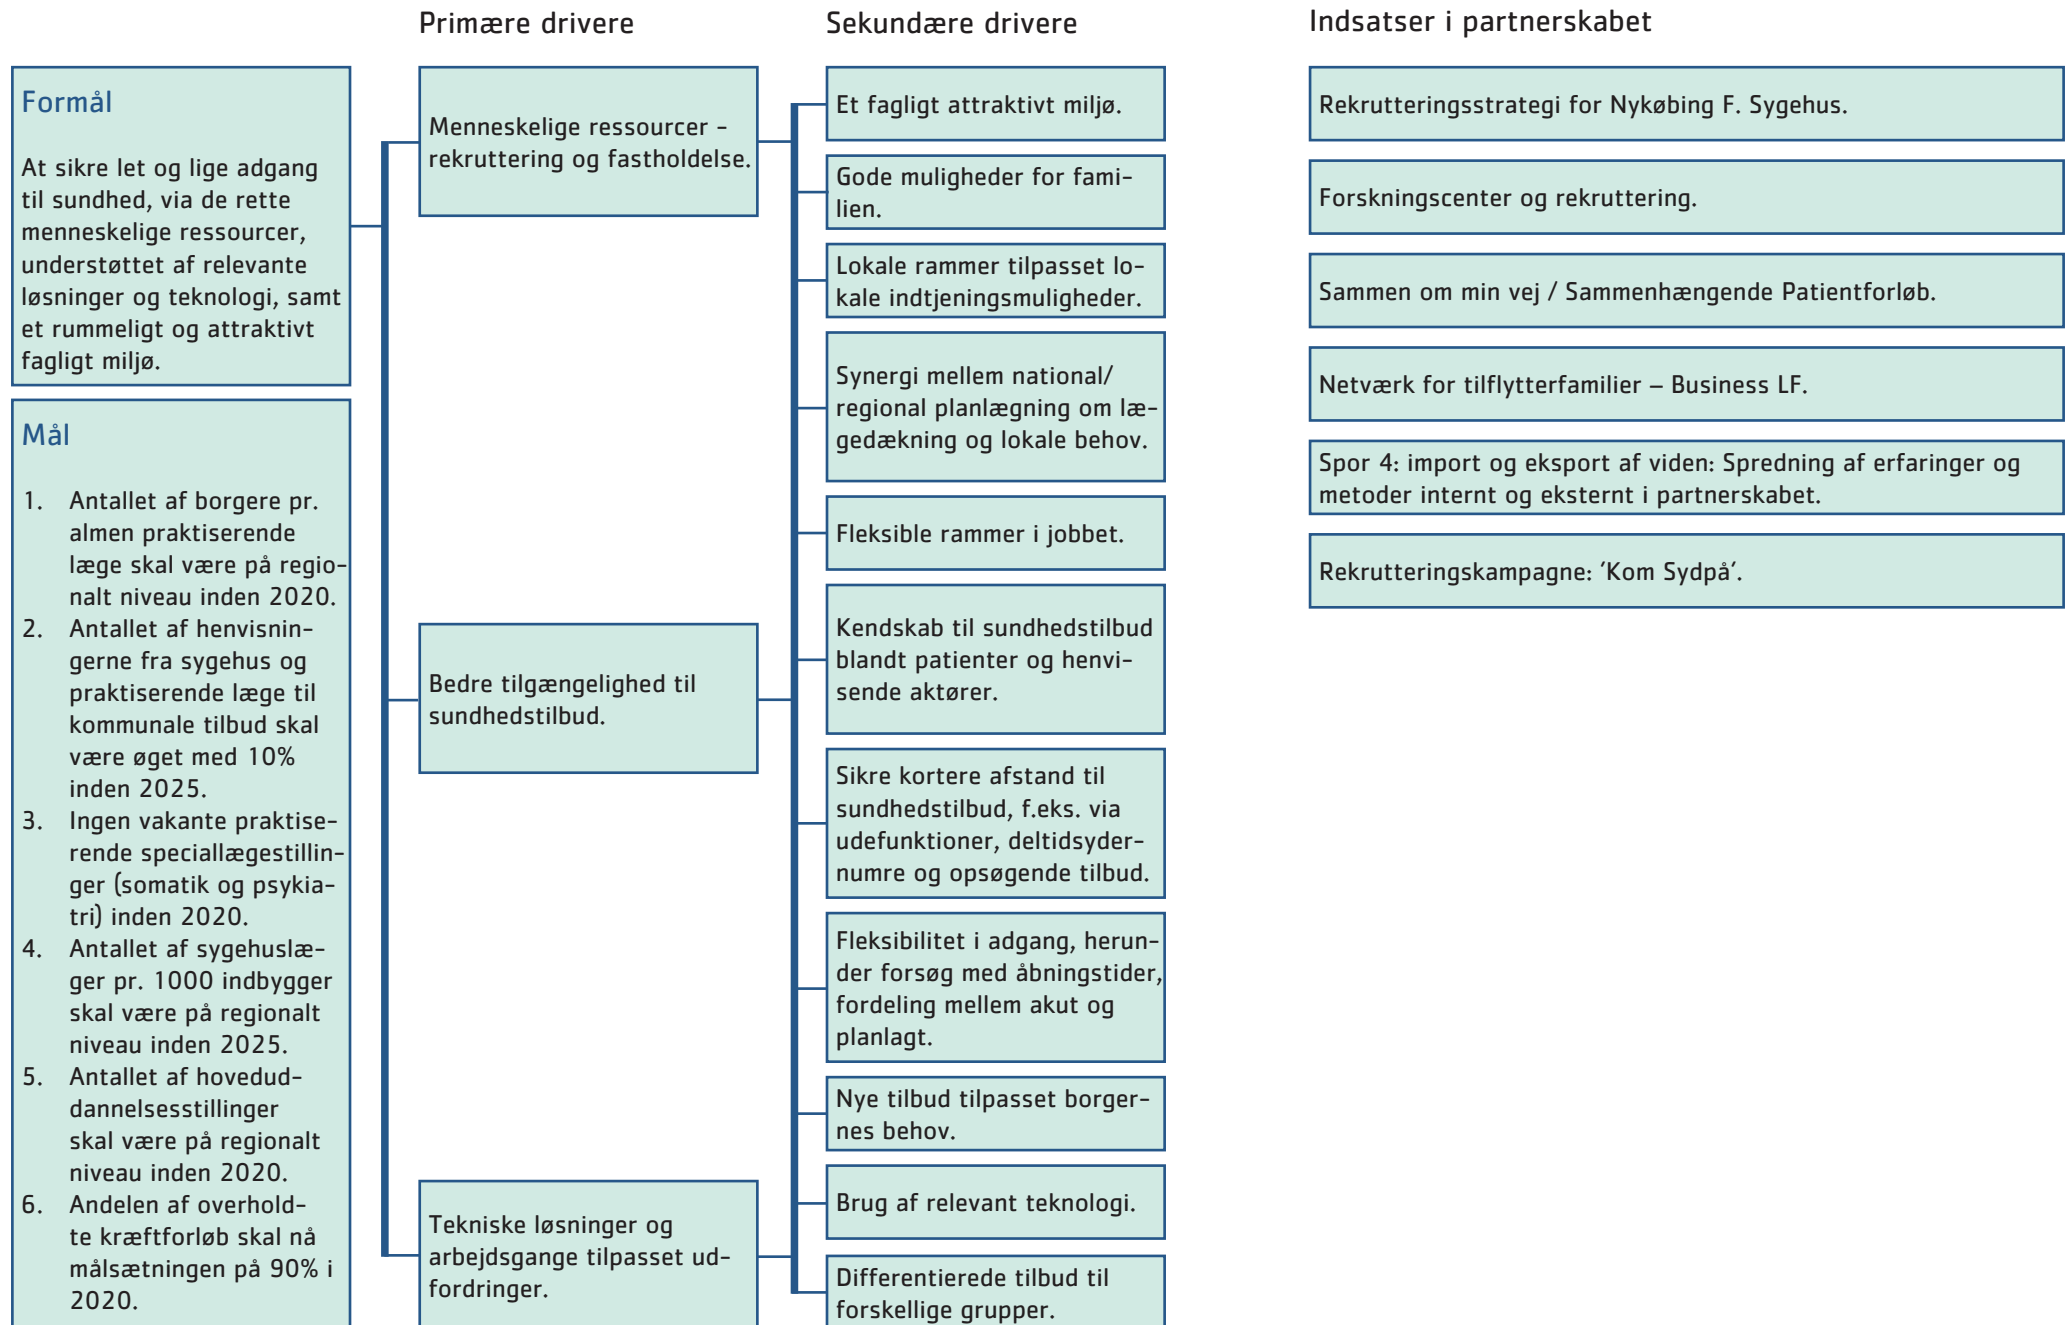 Primære drivere
Sekundære drivere
Indsatser i partnerskabet
Formål
At sikre let og lige adgang
til sundhed, via de rette
menneskelige ressourcer,
understøttet af relevante
løsninger og teknologi, samt
et rummeligt og attraktivt
fagligt miljø.
Mål
1. Antallet af borgere pr.
almen praktiserende
læge skal være på regio-
nalt niveau inden 2020.
2. Antallet af henvisnin-
gerne fra sygehus og
praktiserende læge til
kommunale tilbud skal
være øget med 10%
inden 2025.
3. Ingen vakante praktise-
rende speciallægestillin-
ger (somatik og psykia-
tri) inden 2020.
4. Antallet af sygehuslæ-
ger pr. 1000 indbygger
skal være på regionalt
niveau inden 2025.
5. Antallet af hovedud-
dannelsesstillinger
skal være på regionalt
niveau inden 2020.
6. Andelen af overhold-
te kræftforløb skal nå
målsætningen på 90% i
2020.
Menneskelige ressourcer -
rekruttering og fastholdelse.
Bedre tilgængelighed til
sundhedstilbud.
Tekniske løsninger og
arbejdsgange tilpasset ud-
fordringer.
Et fagligt attraktivt miljø.
Gode muligheder for fami-
lien.
Lokale rammer tilpasset lo-
kale indtjeningsmuligheder.
Synergi mellem national/
regional planlægning om læ-
gedækning og lokale behov.
Fleksible rammer i jobbet.
Kendskab til sundhedstilbud
blandt patienter og henvi-
sende aktører.
Sikre kortere afstand til
sundhedstilbud, f.eks. via
udefunktioner, deltidsyder-
numre og opsøgende tilbud.
Fleksibilitet i adgang, herun-
der forsøg med åbningstider,
fordeling mellem akut og
planlagt.
Nye tilbud tilpasset borger-
nes behov.
Brug af relevant teknologi.
Differentierede tilbud til
forskellige grupper.
Rekrutteringsstrategi for Nykøbing F. Sygehus.
Forskningscenter og rekruttering.
Sammen om min vej / Sammenhængende Patientforløb.
Netværk for tilflytterfamilier – Business LF.
Spor 4: import og eksport af viden: Spredning af erfaringer og
metoder internt og eksternt i partnerskabet.
Rekrutteringskampagne: ‘Kom Sydpå’.